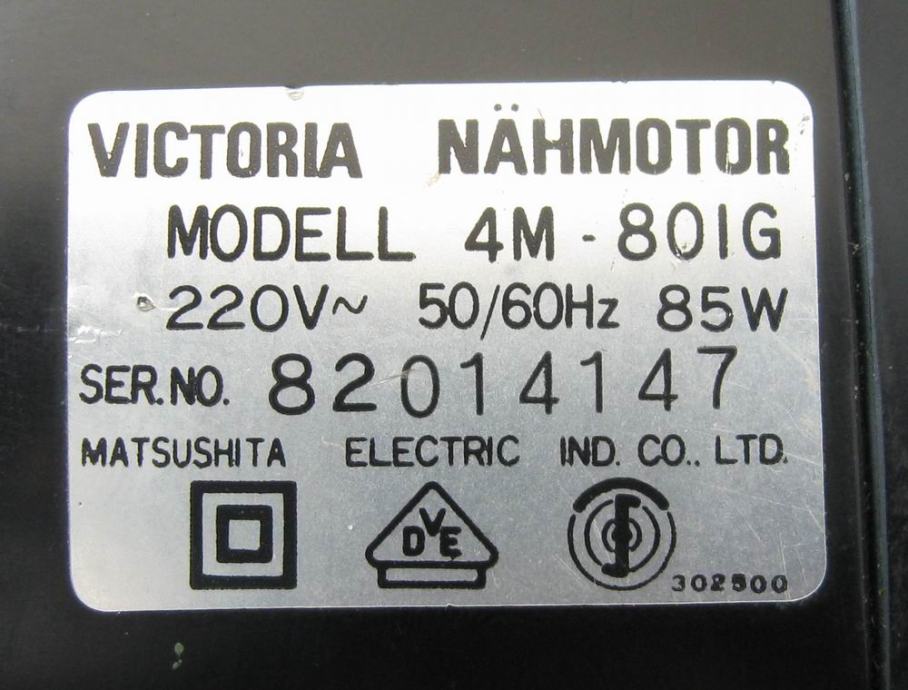 VICTORIA NÄHMOTOR
MODELL 4M - 801G
220V~ 50/60Hz 85W
SER.NO. 82014147
MATSUSHITA ELECTRIC IND. CO., LTD.
DVE
302500